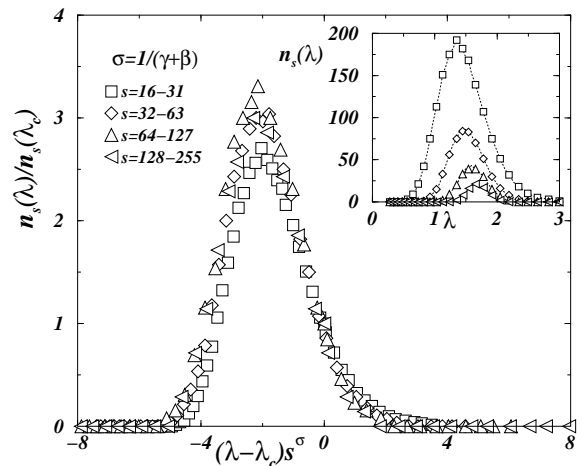 4
3
2
1
0
n_s(λ)/n_s(λ_c)
σ=1/(γ+β)
s=16−31
s=32−63
s=64−127
s=128−255
n_s(λ)
200
150
100
50
0
0 1 λ 2 3
−8 −4 0 4 8
(λ−λ_c)s^σ